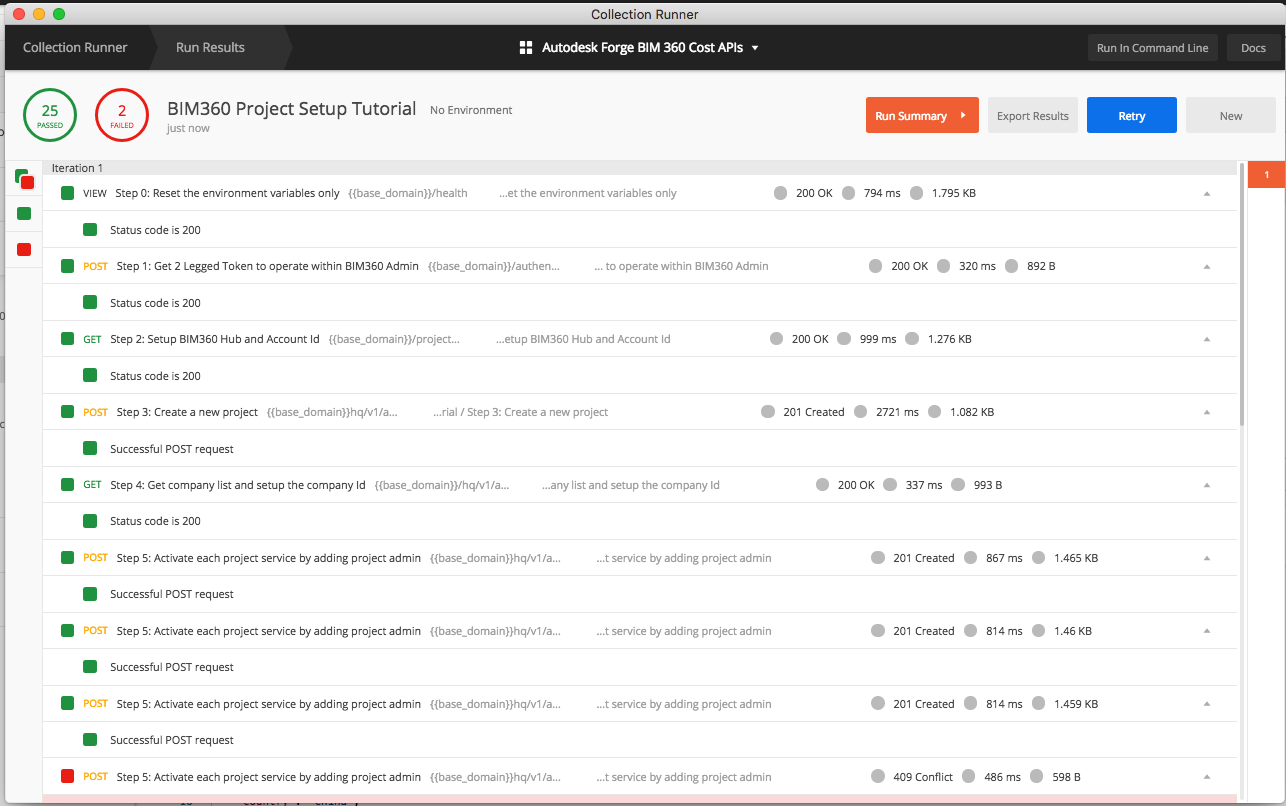 Collection Runner
Collection Runner Run Results Autodesk Forge BIM 360 Cost APIs Run In Command Line Docs
25 PASSED 2 FAILED BIM360 Project Setup Tutorial No Environment Run Summary Export Results Retry New
just now
Iteration 1
1
VIEW Step 0: Reset the environment variables only {{base_domain}}/health ...et the environment variables only 200 OK 794 ms 1.795 KB
Status code is 200
POST Step 1: Get 2 Legged Token to operate within BIM360 Admin {{base_domain}}/authen... ... to operate within BIM360 Admin 200 OK 320 ms 892 B
Status code is 200
GET Step 2: Setup BIM360 Hub and Account Id {{base_domain}}/project... ...etup BIM360 Hub and Account Id 200 OK 999 ms 1.276 KB
Status code is 200
POST Step 3: Create a new project {{base_domain}}hq/v1/a... ...rial / Step 3: Create a new project 201 Created 2721 ms 1.082 KB
Successful POST request
GET Step 4: Get company list and setup the company Id {{base_domain}}/hq/v1/a... ...any list and setup the company Id 200 OK 337 ms 993 B
Status code is 200
POST Step 5: Activate each project service by adding project admin {{base_domain}}hq/v1/a... ...t service by adding project admin 201 Created 867 ms 1.465 KB
Successful POST request
POST Step 5: Activate each project service by adding project admin {{base_domain}}hq/v1/a... ...t service by adding project admin 201 Created 814 ms 1.46 KB
Successful POST request
POST Step 5: Activate each project service by adding project admin {{base_domain}}hq/v1/a... ...t service by adding project admin 201 Created 814 ms 1.459 KB
Successful POST request
POST Step 5: Activate each project service by adding project admin {{base_domain}}hq/v1/a... ...t service by adding project admin 409 Conflict 486 ms 598 B